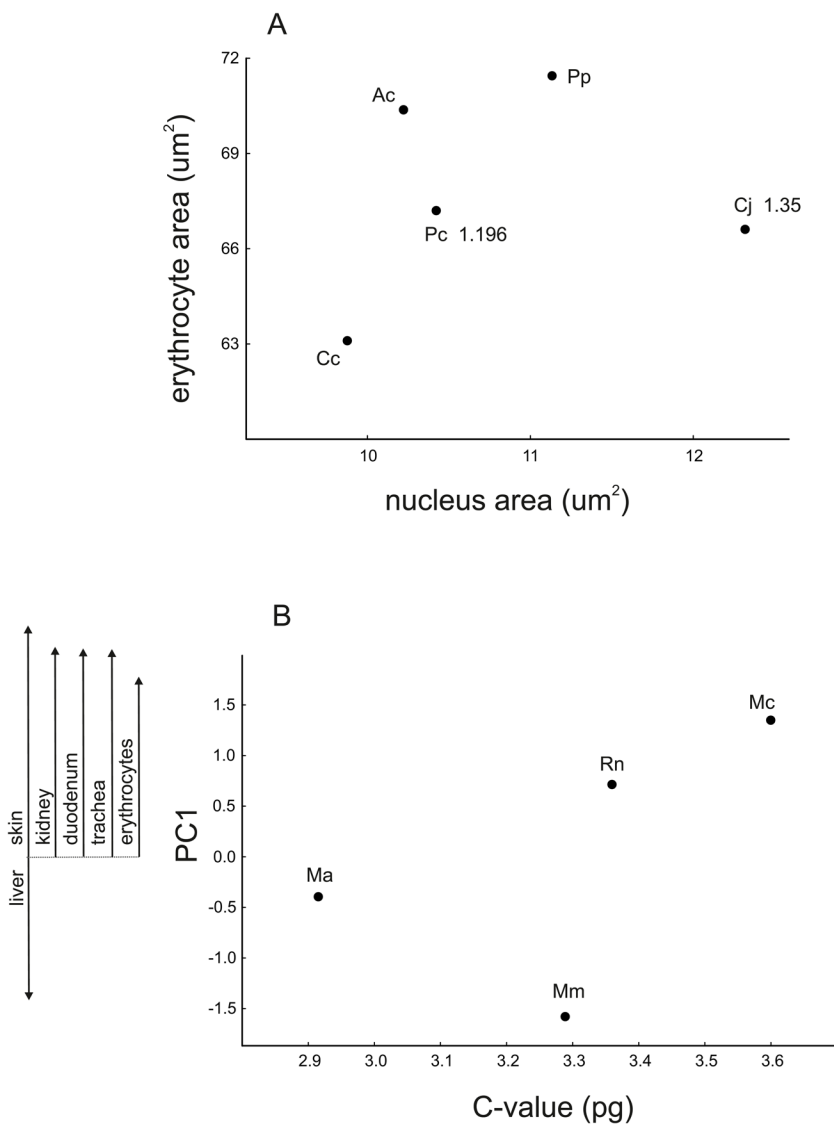 A
72
69
66
63
erythrocyte area (um²)
Ac
Pp
Pc 1.196
Cj 1.35
Cc
10
11
12
nucleus area (um²)
B
liver
skin
kidney
duodenum
trachea
erythrocytes
PC1
1.5
1.0
0.5
0.0
-0.5
-1.0
-1.5
Mc
Rn
Ma
Mm
2.9
3.0
3.1
3.2
3.3
3.4
3.5
3.6
C-value (pg)